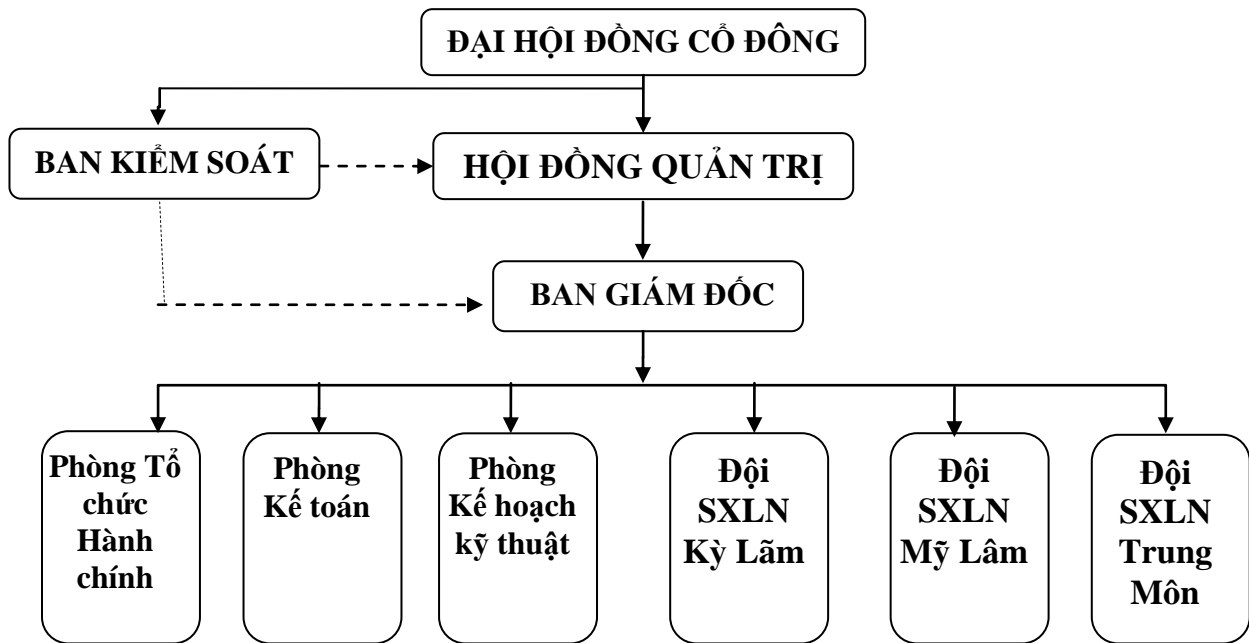 ĐẠI HỘI ĐỒNG CỔ ĐÔNG
BAN KIỂM SOÁT
HỘI ĐỒNG QUẢN TRỊ
BAN GIÁM ĐỐC
Phòng Tổ
chức
Hành
chính
Phòng
Kế toán
Phòng
Kế hoạch
kỹ thuật
Đội
SXLN
Kỳ Lãm
Đội
SXLN
Mỹ Lâm
Đội
SXLN
Trung
Môn